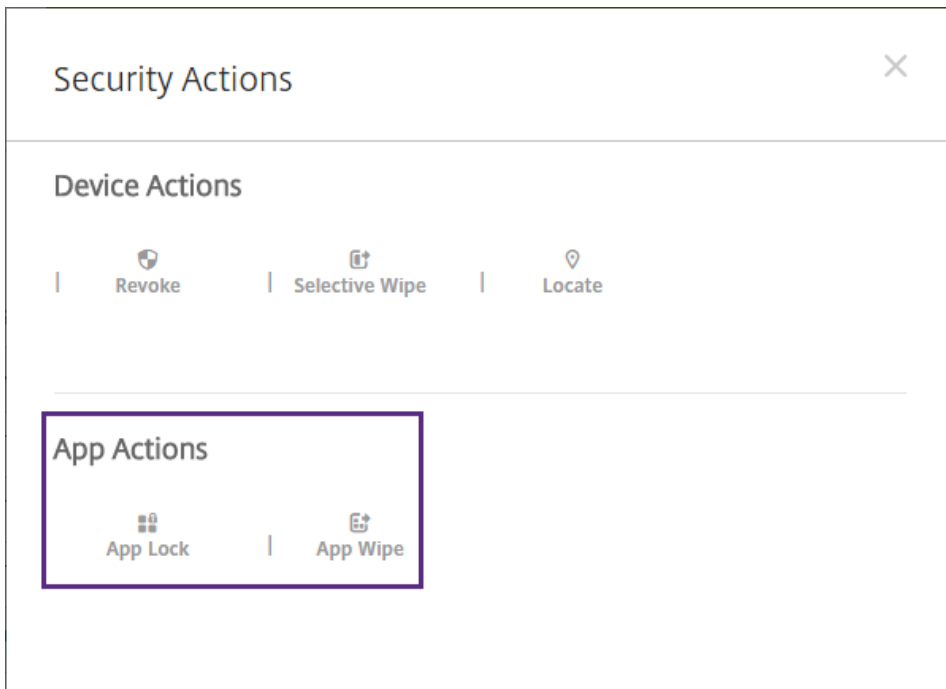 Security Actions
Device Actions
| Revoke | Selective Wipe | Locate
App Actions
App Lock | App Wipe